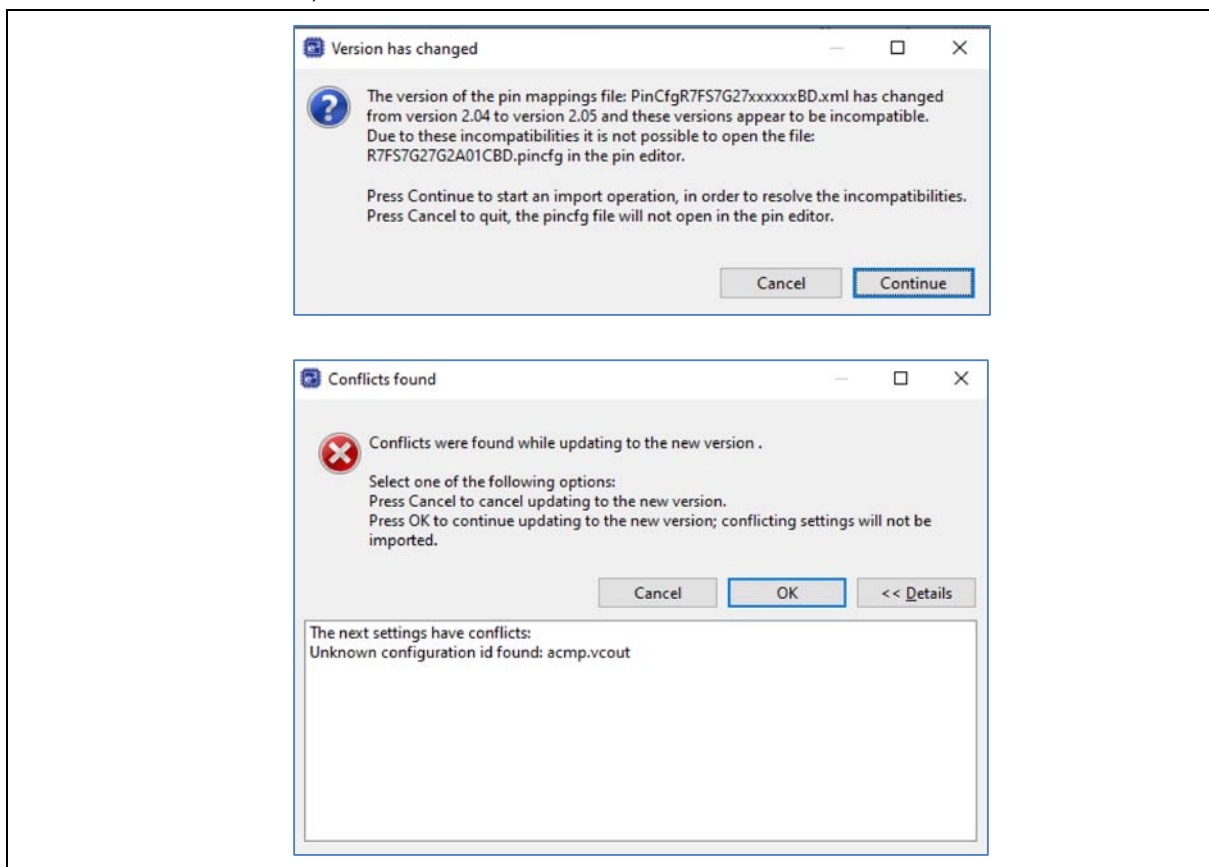 Version has changed
The version of the pin mappings file: PinCfgR7FS7G27xxxxxxBD.xml has changed
from version 2.04 to version 2.05 and these versions appear to be incompatible.
Due to these incompatibilities it is not possible to open the file:
R7FS7G27G2A01CBD.pincfg in the pin editor.
Press Continue to start an import operation, in order to resolve the incompatibilities.
Press Cancel to quit, the pincfg file will not open in the pin editor.
Cancel Continue
Conflicts found
Conflicts were found while updating to the new version .
Select one of the following options:
Press Cancel to cancel updating to the new version.
Press OK to continue updating to the new version; conflicting settings will not be
imported.
Cancel OK << Details
The next settings have conflicts:
Unknown configuration id found: acmp.vcout